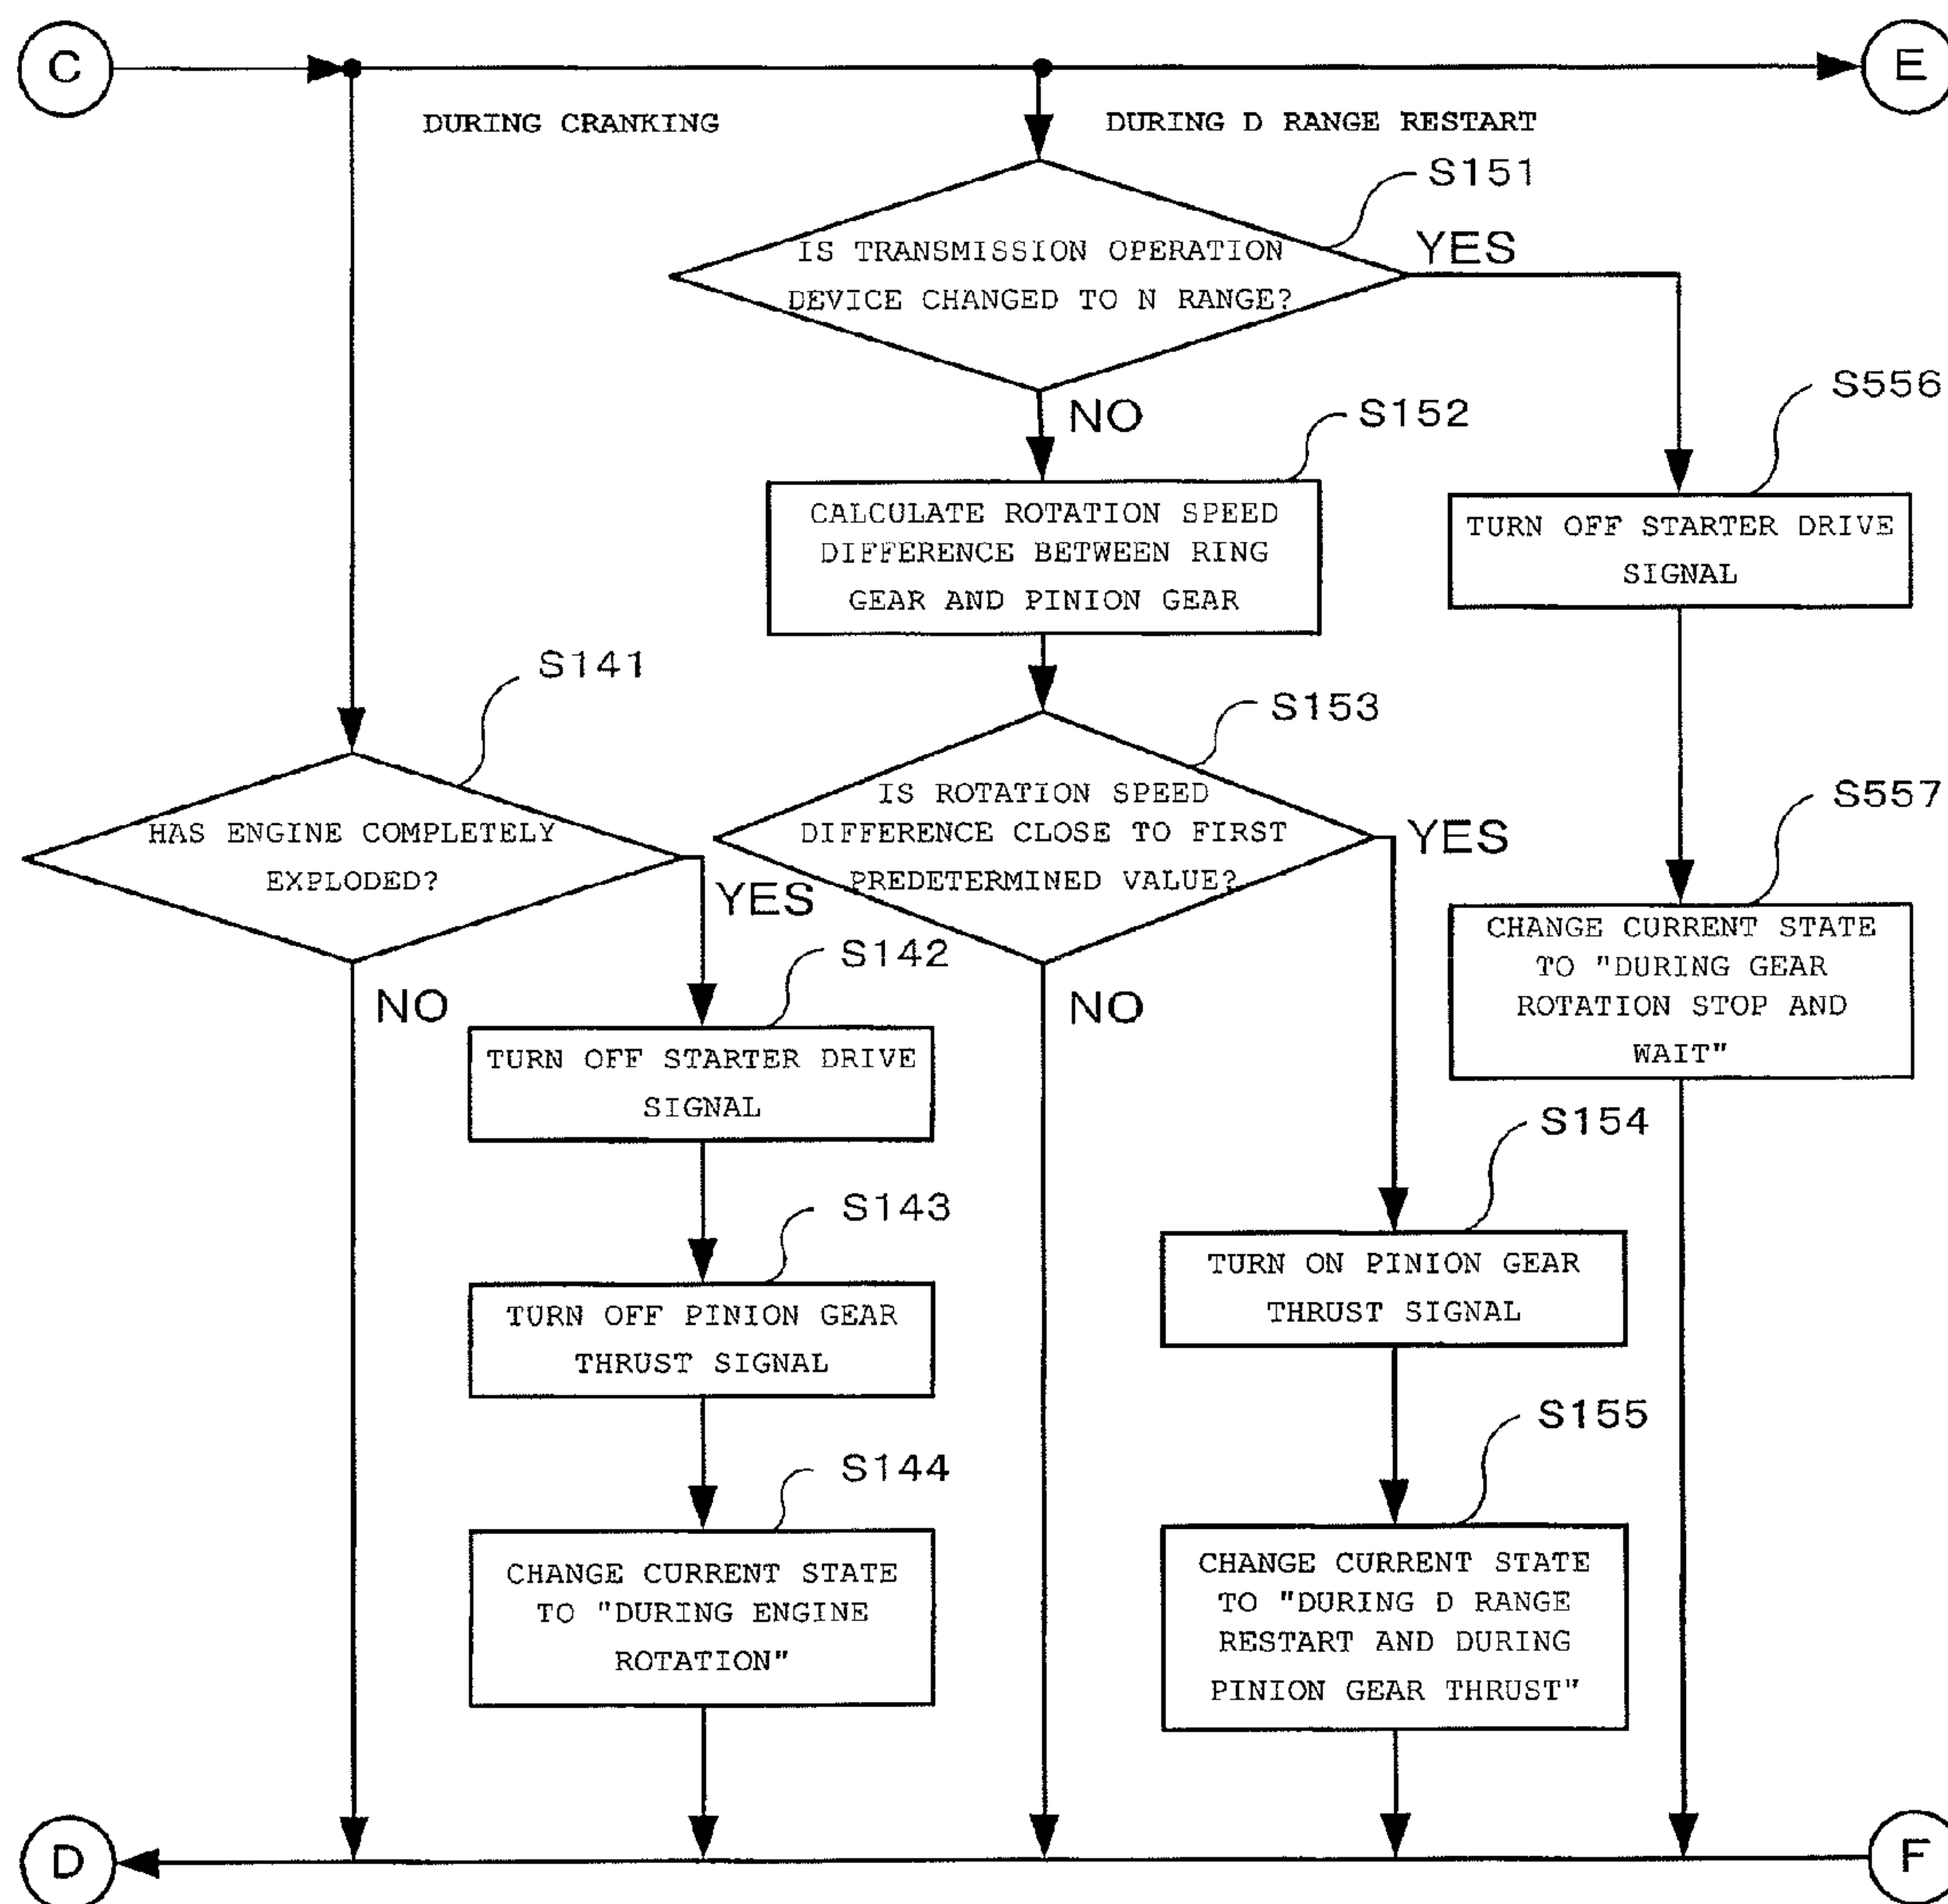 C
E
DURING CRANKING
DURING D RANGE RESTART
S151
IS TRANSMISSION OPERATION
DEVICE CHANGED TO N RANGE?
YES
NO
S152
CALCULATE ROTATION SPEED
DIFFERENCE BETWEEN RING
GEAR AND PINION GEAR
S556
TURN OFF STARTER DRIVE
SIGNAL
S141
HAS ENGINE COMPLETELY
EXPLODED?
YES
NO
S153
IS ROTATION SPEED
DIFFERENCE CLOSE TO FIRST
PREDETERMINED VALUE?
YES
NO
S557
CHANGE CURRENT STATE
TO "DURING GEAR
ROTATION STOP AND
WAIT"
S142
TURN OFF STARTER DRIVE
SIGNAL
S143
TURN OFF PINION GEAR
THRUST SIGNAL
S144
CHANGE CURRENT STATE
TO "DURING ENGINE
ROTATION"
S154
TURN ON PINION GEAR
THRUST SIGNAL
S155
CHANGE CURRENT STATE
TO "DURING D RANGE
RESTART AND DURING
PINION GEAR THRUST"
D
F